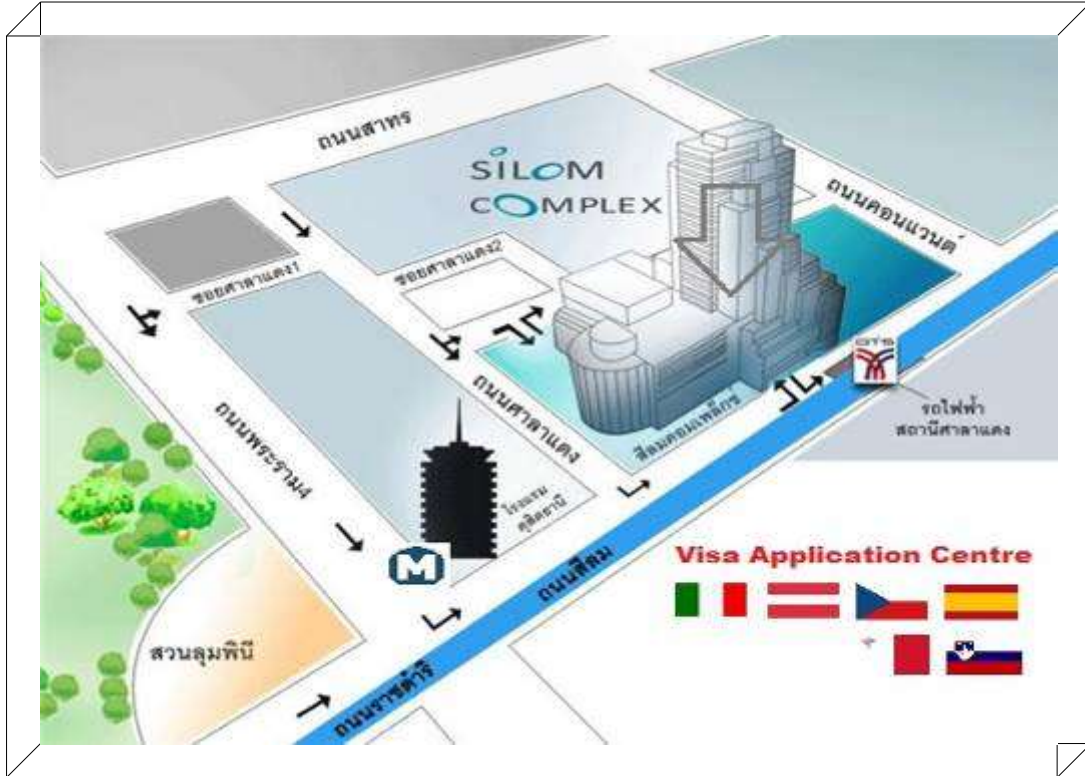 ถนนสาทร
SILOM
COMPLEX
ถนนคอนแวนต์
ซอยศาลาแดง2
ซอยศาลาแดง1
BTS
รถไฟฟ้า
สถานีศาลาแดง
ถนนศาลาแดง
สีลมคอมเพล็กซ
ถนนพระราม4
โรงแรม
ดุสิตธานี
M
ถนนสีลม
Visa Application Centre
สวนลุมพินี
ถนนราชดำริ